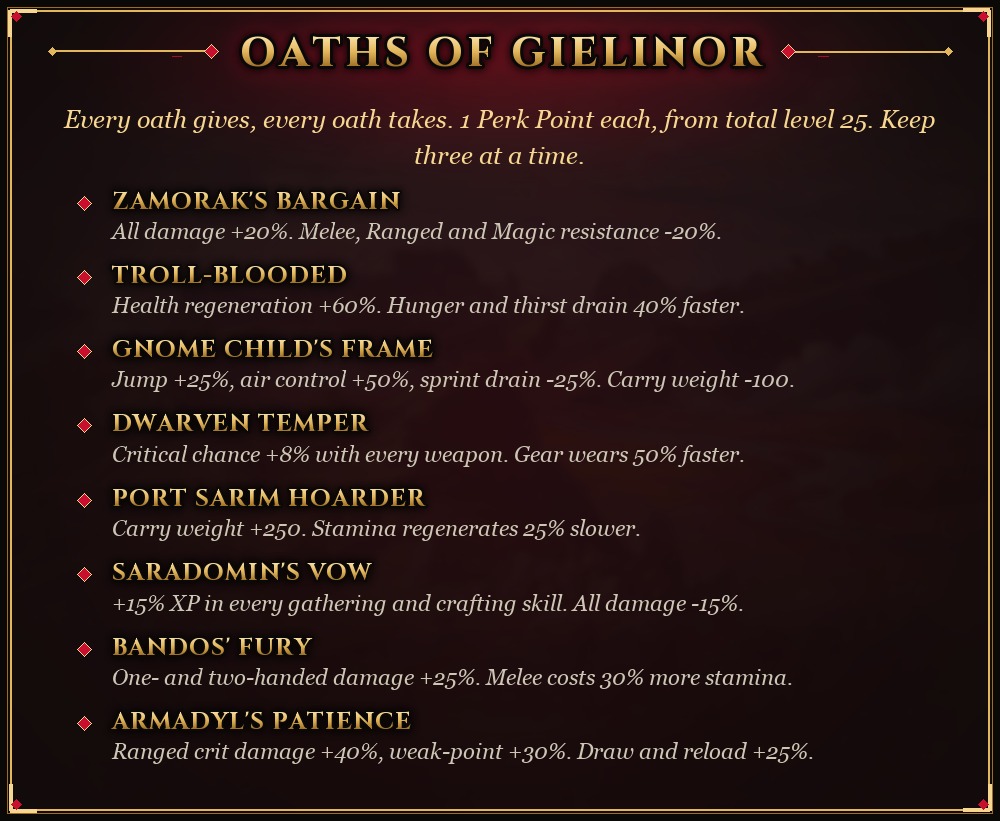 OATHS OF GIELINOR
Every oath gives, every oath takes. 1 Perk Point each, from total level 25. Keep
three at a time.
ZAMORAK'S BARGAIN
All damage +20%. Melee, Ranged and Magic resistance -20%.
TROLL-BLOODED
Health regeneration +60%. Hunger and thirst drain 40% faster.
GNOME CHILD'S FRAME
Jump +25%, air control +50%, sprint drain -25%. Carry weight -100.
DWARVEN TEMPER
Critical chance +8% with every weapon. Gear wears 50% faster.
PORT SARIM HOARDER
Carry weight +250. Stamina regenerates 25% slower.
SARADOMIN'S VOW
+15% XP in every gathering and crafting skill. All damage -15%.
BANDOS' FURY
One- and two-handed damage +25%. Melee costs 30% more stamina.
ARMADYL'S PATIENCE
Ranged crit damage +40%, weak-point +30%. Draw and reload +25%.